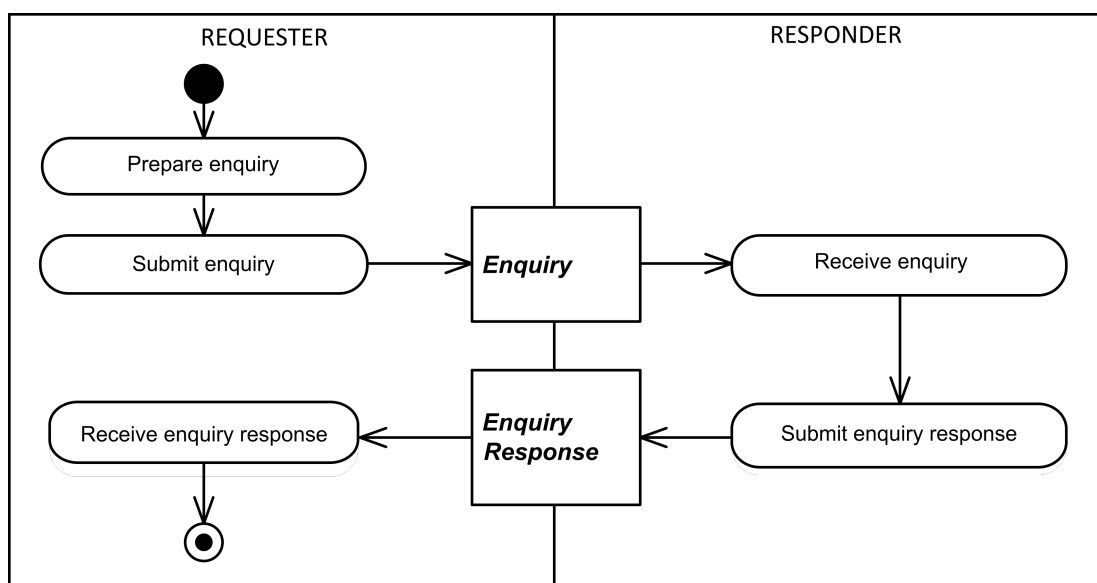 REQUESTER
RESPONDER
Prepare enquiry
Submit enquiry
Enquiry
Receive enquiry
Receive enquiry response
Enquiry
Response
Submit enquiry response